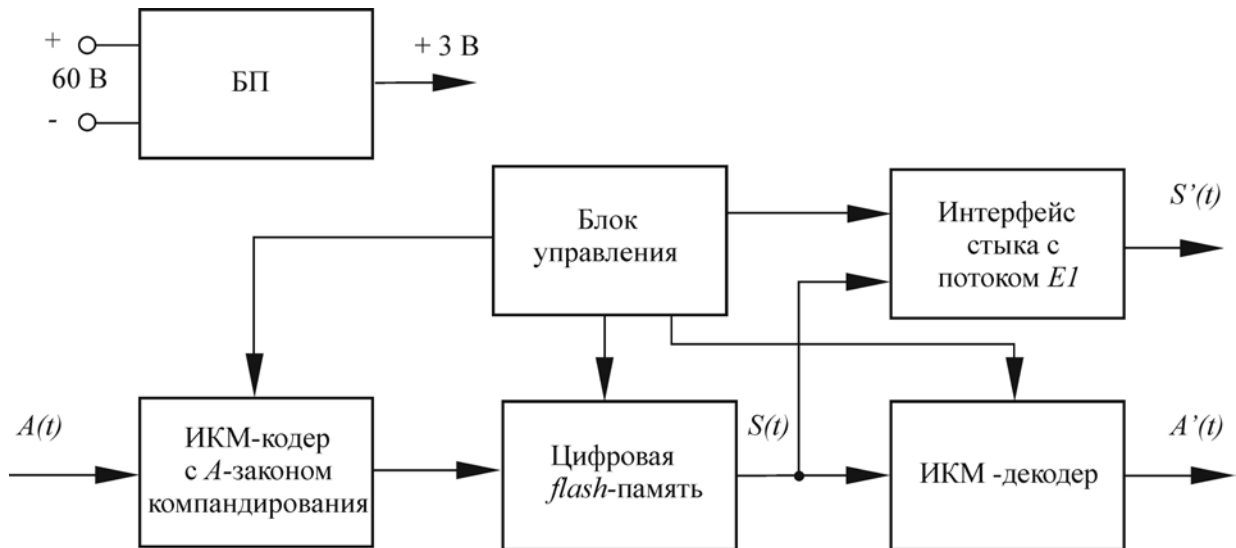 +
60 В
-
БП
+ 3 В
Блок
управления
Интерфейс
стыка с
потоком E1
S’(t)
A(t)
ИКМ-кодер
с А-законом
компандирования
Цифровая
flash-память
S(t)
ИКМ -декодер
A’(t)